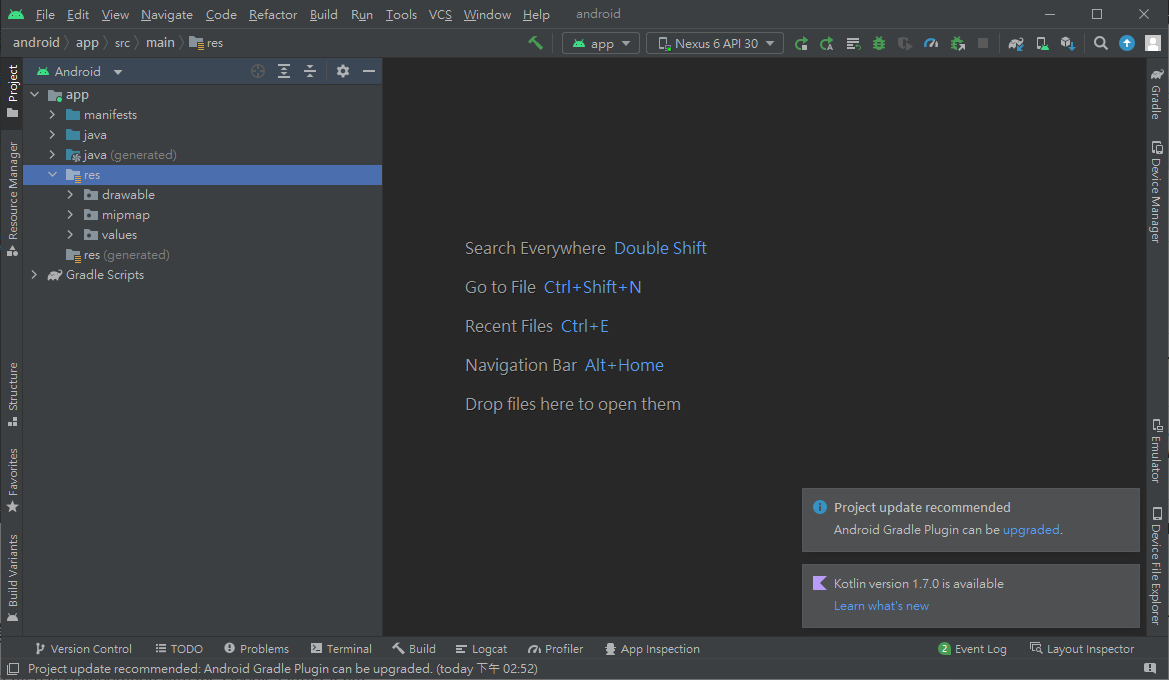 File Edit View Navigate Code Refactor Build Run Tools VCS Window Help android
android app src main res app Nexus 6 API 30
Project
Android
app
manifests
java
java (generated)
res
drawable
mipmap
values
res (generated)
Gradle Scripts
Resource Manager
Structure
Favorites
Build Variants
Search Everywhere Double Shift
Go to File Ctrl+Shift+N
Recent Files Ctrl+E
Navigation Bar Alt+Home
Drop files here to open them
Gradle
Device Manager
Emulator
Device File Explorer
Project update recommended
Android Gradle Plugin can be upgraded.
Kotlin version 1.7.0 is available
Learn what's new
Version Control TODO Problems Terminal Build Logcat Profiler App Inspection 2 Event Log Layout Inspector
Project update recommended: Android Gradle Plugin can be upgraded. (today 下午 02:52)